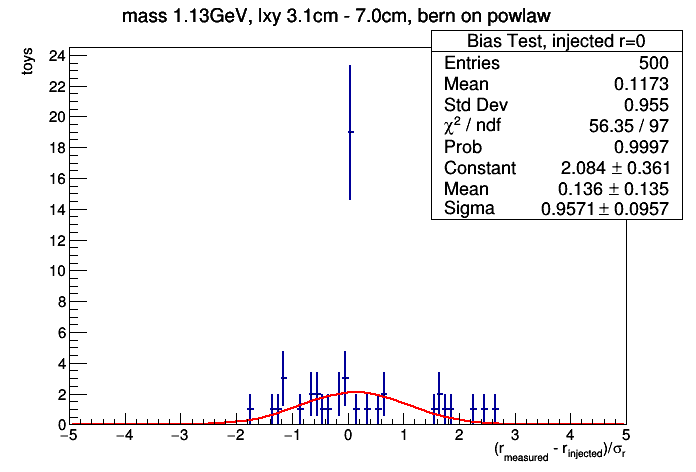 mass 1.13GeV, lxy 3.1cm - 7.0cm, bern on powlaw
Bias Test, injected r=0
Entries 500
Mean 0.1173
Std Dev 0.955
χ² / ndf 56.35 / 97
Prob 0.9997
Constant 2.084 ± 0.361
Mean 0.136 ± 0.135
Sigma 0.9571 ± 0.0957
toys
24
22
20
18
16
14
12
10
8
6
4
2
0
−5 −4 −3 −2 −1 0 1 2 3 4 5
(r_measured - r_injected)/σ_r